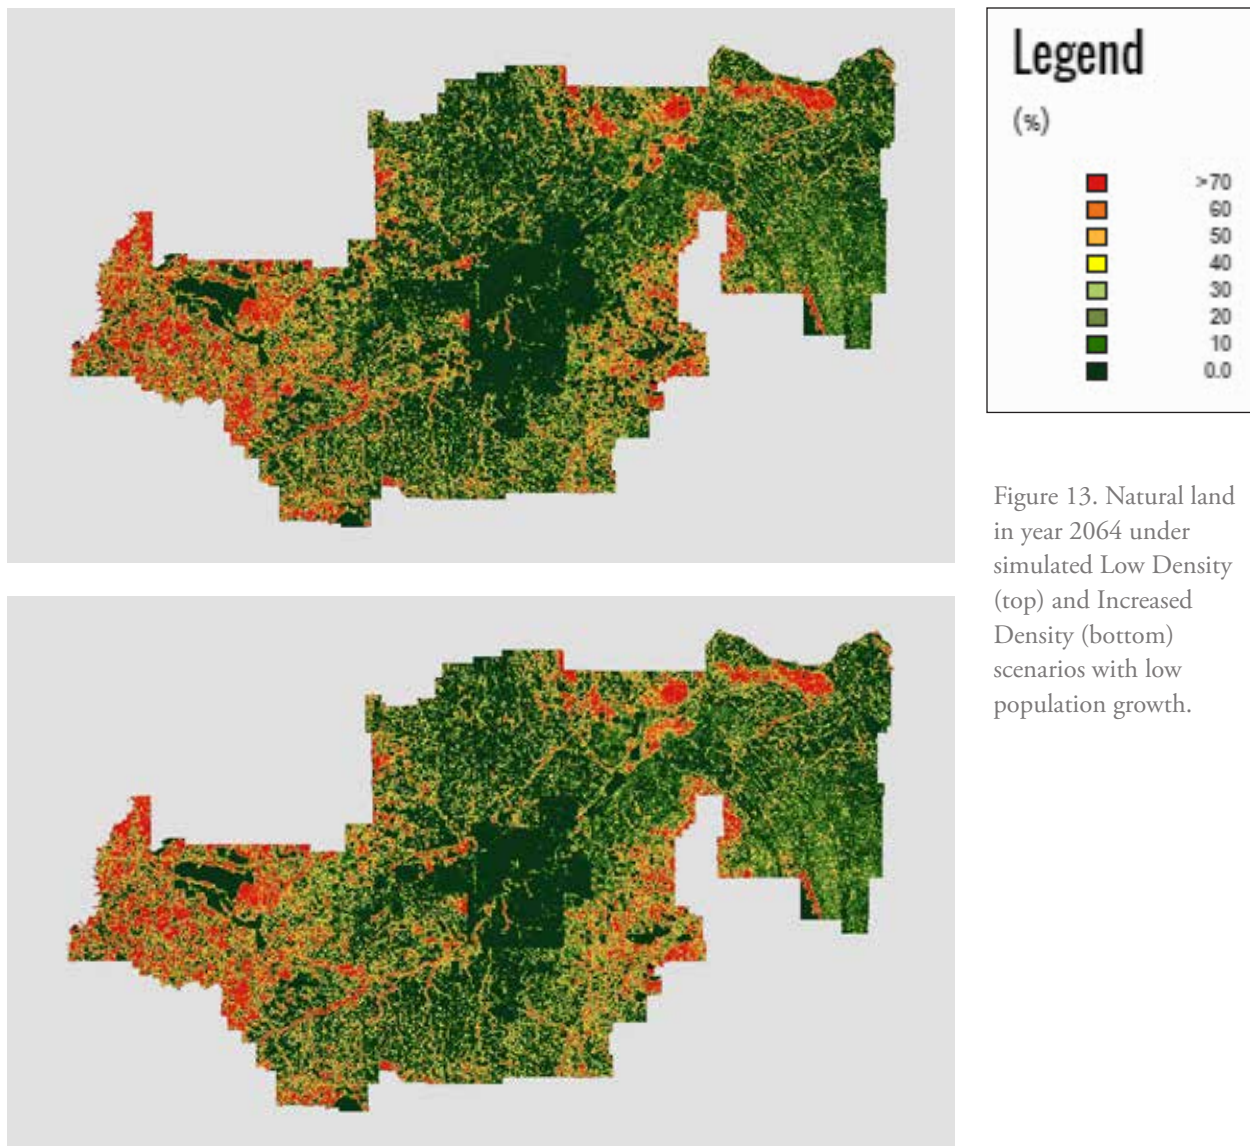 Legend
(%)
>70
60
50
40
30
20
10
0.0
Figure 13. Natural land
in year 2064 under
simulated Low Density
(top) and Increased
Density (bottom)
scenarios with low
population growth.